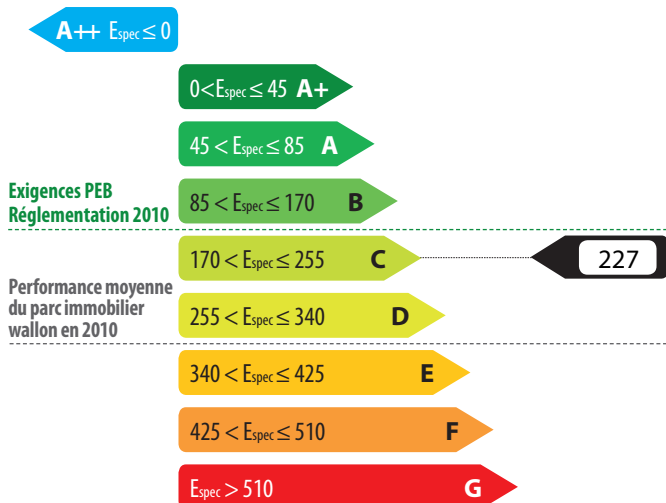 A++ Espec ≤ 0
0 < Espec ≤ 45 A+
45 < Espec ≤ 85 A
Exigences PEB
Réglementation 2010
85 < Espec ≤ 170 B
170 < Espec ≤ 255 C
227
Performance moyenne
du parc immobilier
wallon en 2010
255 < Espec ≤ 340 D
340 < Espec ≤ 425 E
425 < Espec ≤ 510 F
Espec > 510 G